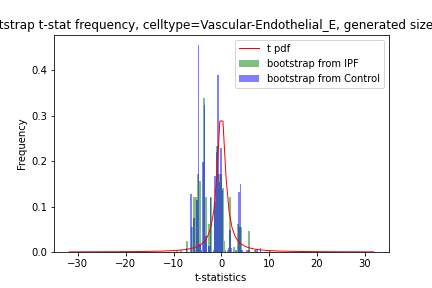 tstrap t-stat frequency, celltype=Vascular-Endothelial_E, generated size
t pdf
bootstrap from IPF
bootstrap from Control
Frequency
0.4
0.3
0.2
0.1
0.0
−30
−20
−10
0
10
20
30
t-statistics